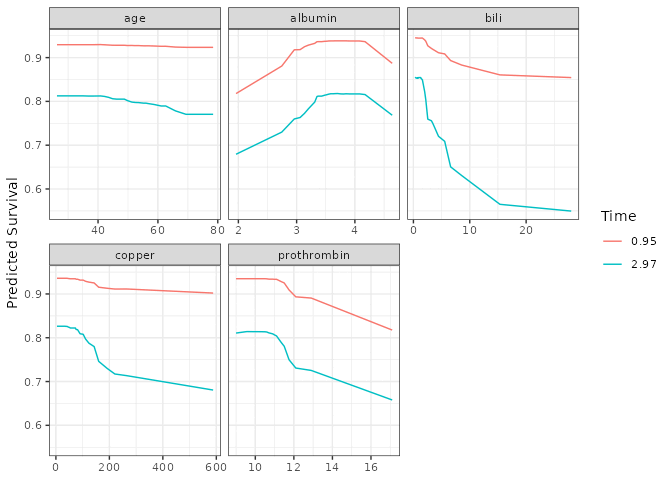 age albumin bili
0.9
0.8
0.7
0.6
40 60 80 2 3 4 0 10 20
copper prothrombin
0.9
0.8
0.7
0.6
0 200 400 600 10 12 14 16
Predicted Survival
Time
0.95
2.97